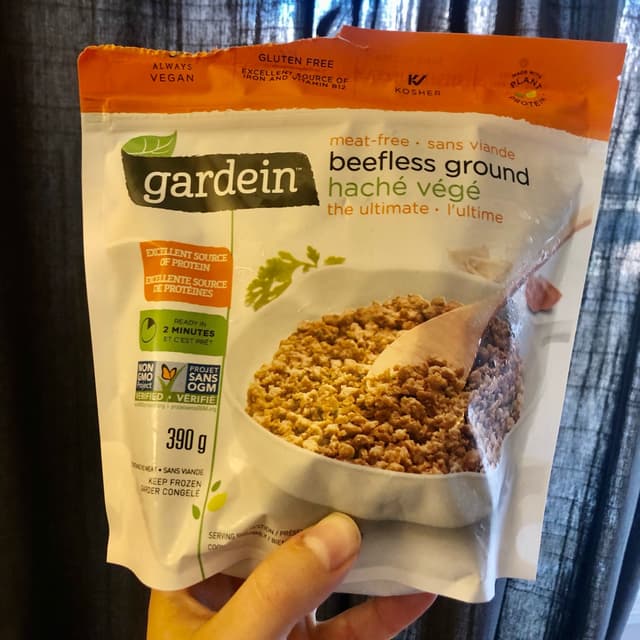 ALWAYS
VEGAN
GLUTEN FREE
EXCELLENT SOURCE OF
IRON AND VITAMIN B12
KOSHER
MADE WITH
PLANT
PROTEIN
gardein™
meat-free • sans viande
beefless ground
haché végé
the ultimate • l'ultime
EXCELLENT SOURCE
OF PROTEIN
EXCELLENTE SOURCE
DE PROTÉINES
READY IN
2 MINUTES
ET C'EST PRÊT
NON
GMO
Project
VERIFIED
PROJET
SANS
OGM
VÉRIFIÉ
390 g
• SANS VIANDE
KEEP FROZEN
GARDER CONGELÉ
SERVING